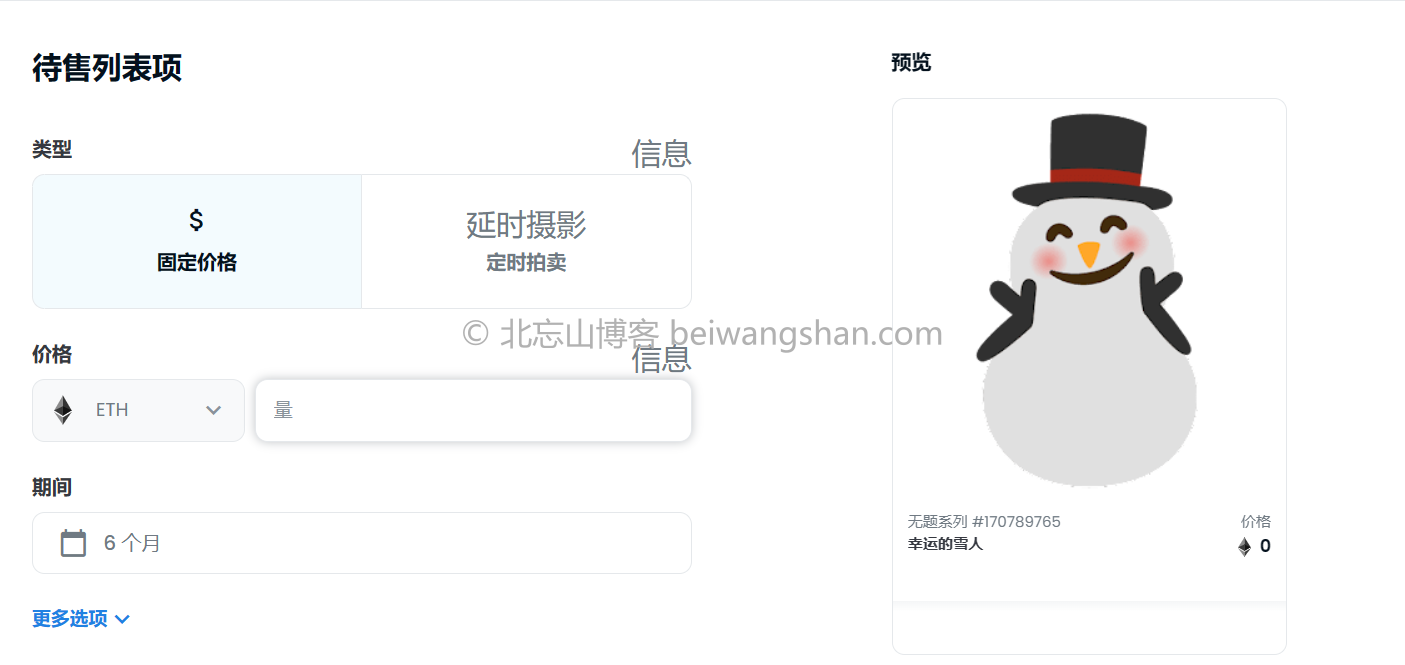 待售列表项
类型
信息
$
固定价格
延时摄影
定时拍卖
© 北忘山博客 beiwangshan.com
价格
信息
ETH
量
期间
6 个月
更多选项
预览
无题系列 #170789765
价格
幸运的雪人
0